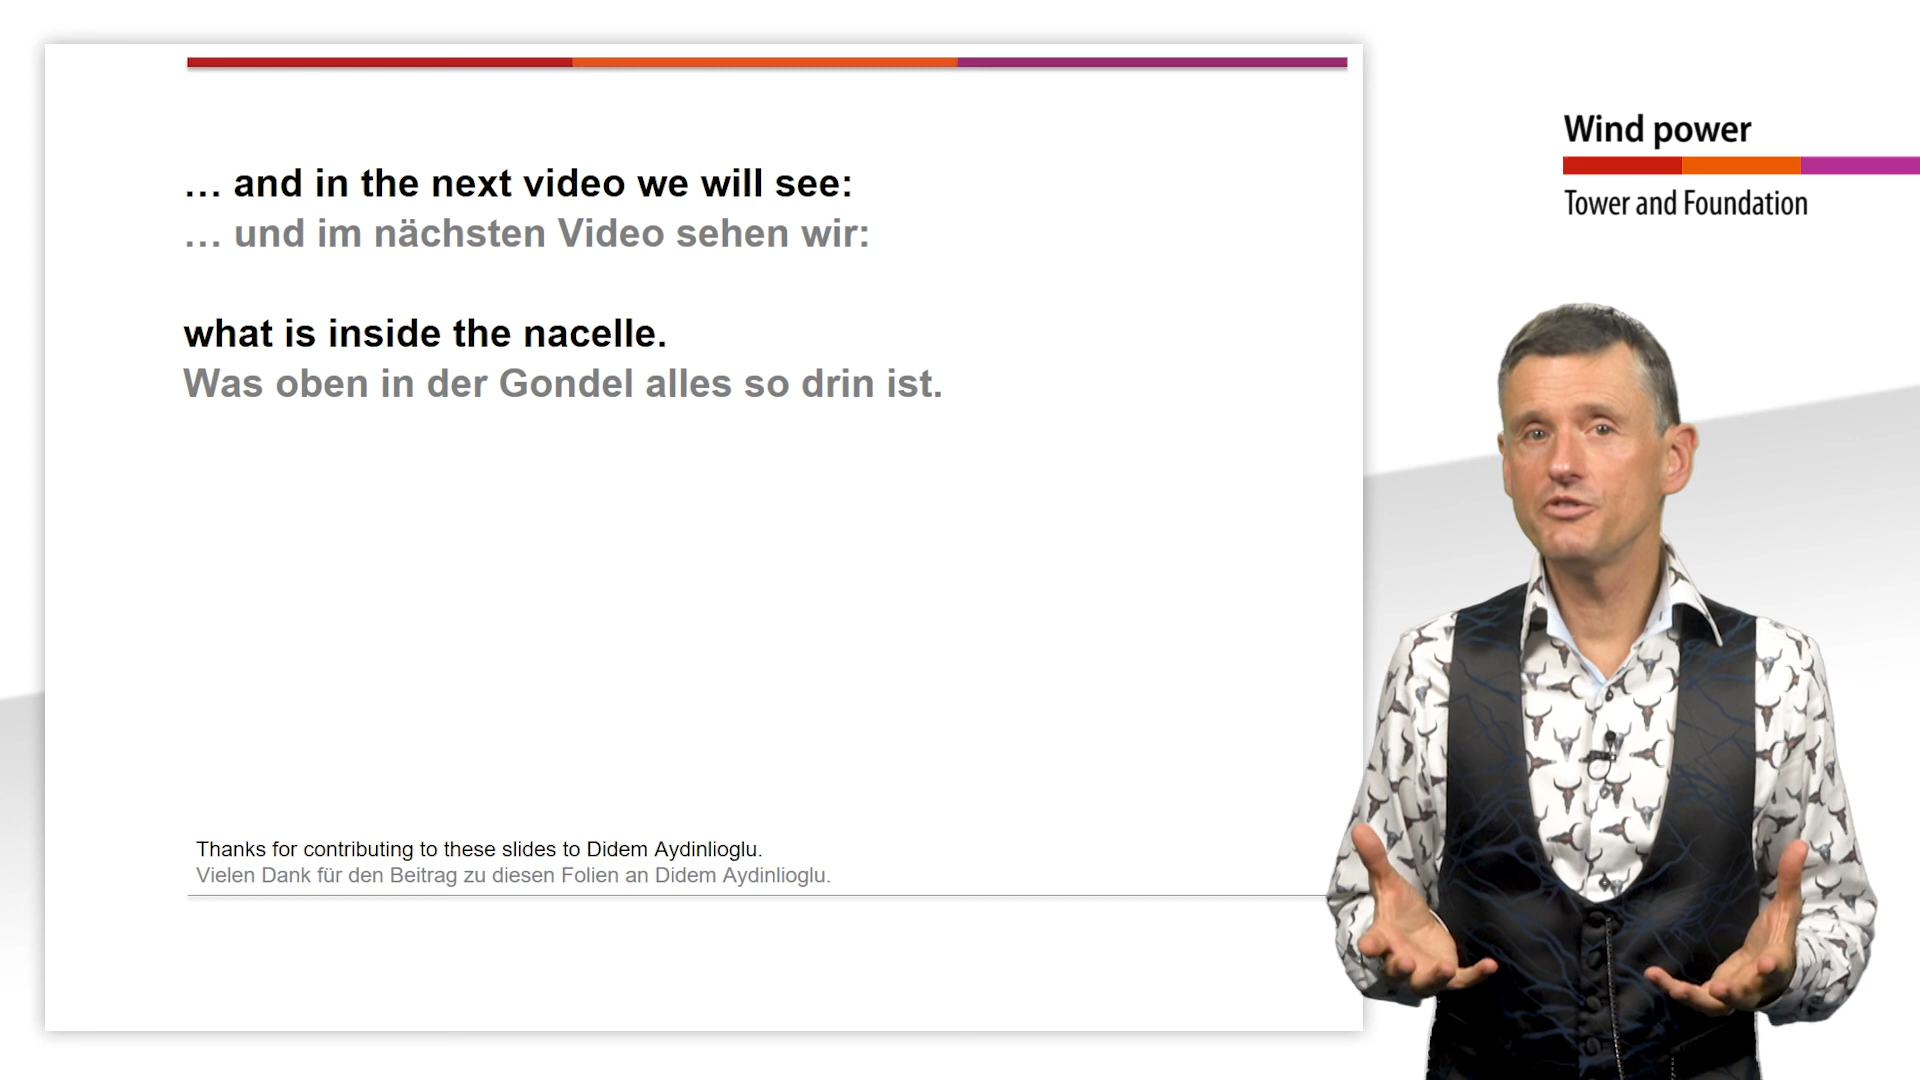 … and in the next video we will see:
… und im nächsten Video sehen wir:
what is inside the nacelle.
Was oben in der Gondel alles so drin ist.
Thanks for contributing to these slides to Didem Aydinlioglu.
Vielen Dank für den Beitrag zu diesen Folien an Didem Aydinlioglu.
Wind power
Tower and Foundation